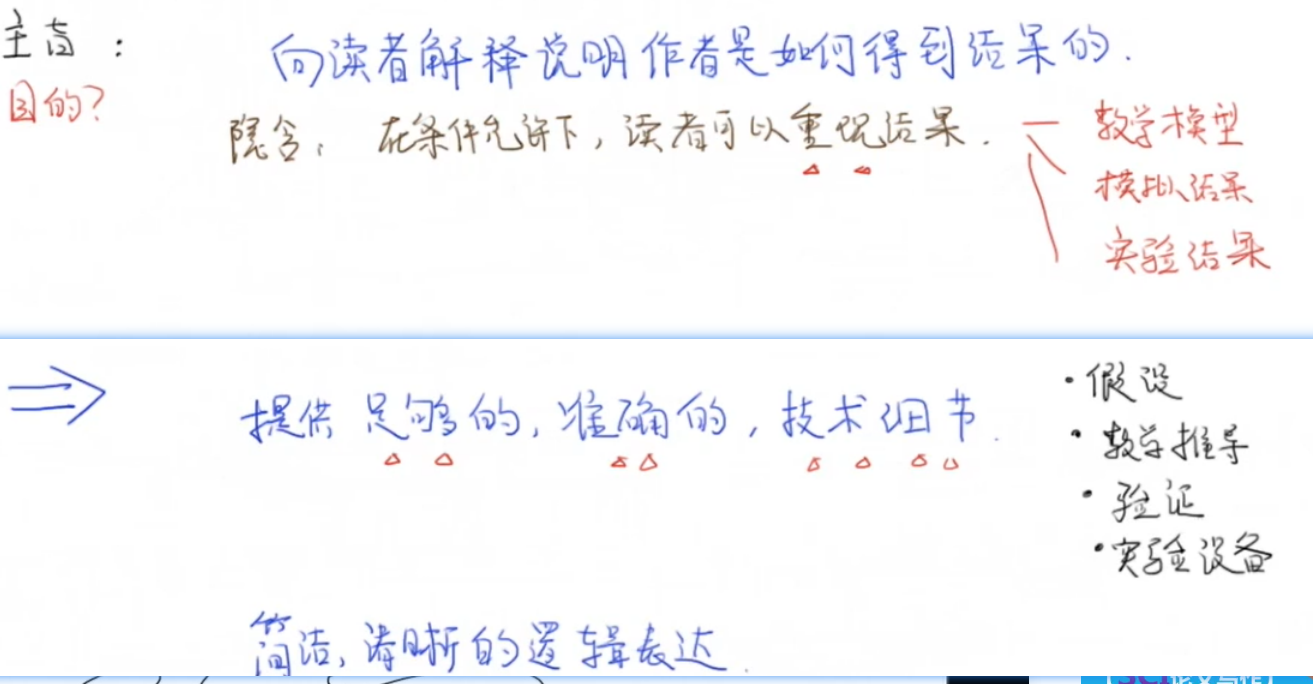 主旨：
向读者解释说明作者是如何得到结果的.
目的?
隐含: 在条件允许下,读者可以重现结果.
数学模型
模拟结果
实验结果
⇒ 提供足够的,准确的,技术细节.
·假设
·数学推导
·验证
·实验设备
简洁,清晰的逻辑表达.